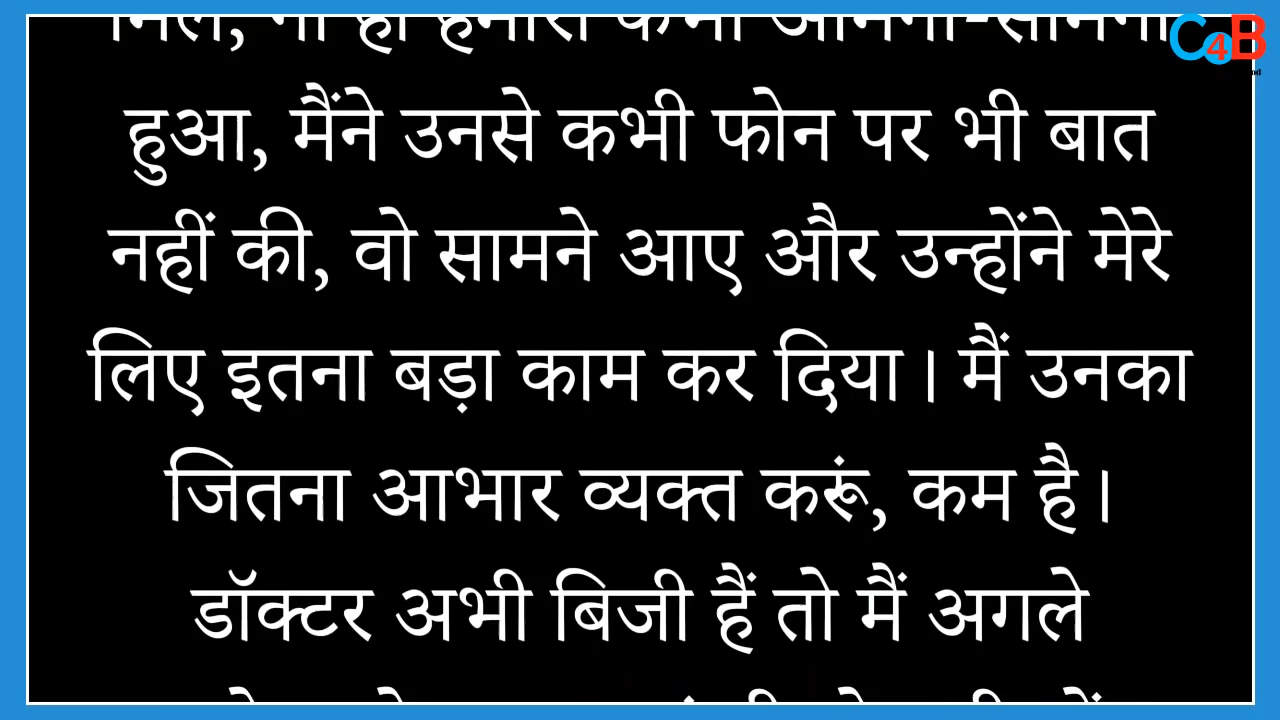 C4B
हुआ, मैंने उनसे कभी फोन पर भी बात
नहीं की, वो सामने आए और उन्होंने मेरे
लिए इतना बड़ा काम कर दिया। मैं उनका
जितना आभार व्यक्त करूं, कम है।
डॉक्टर अभी बिजी हैं तो मैं अगले